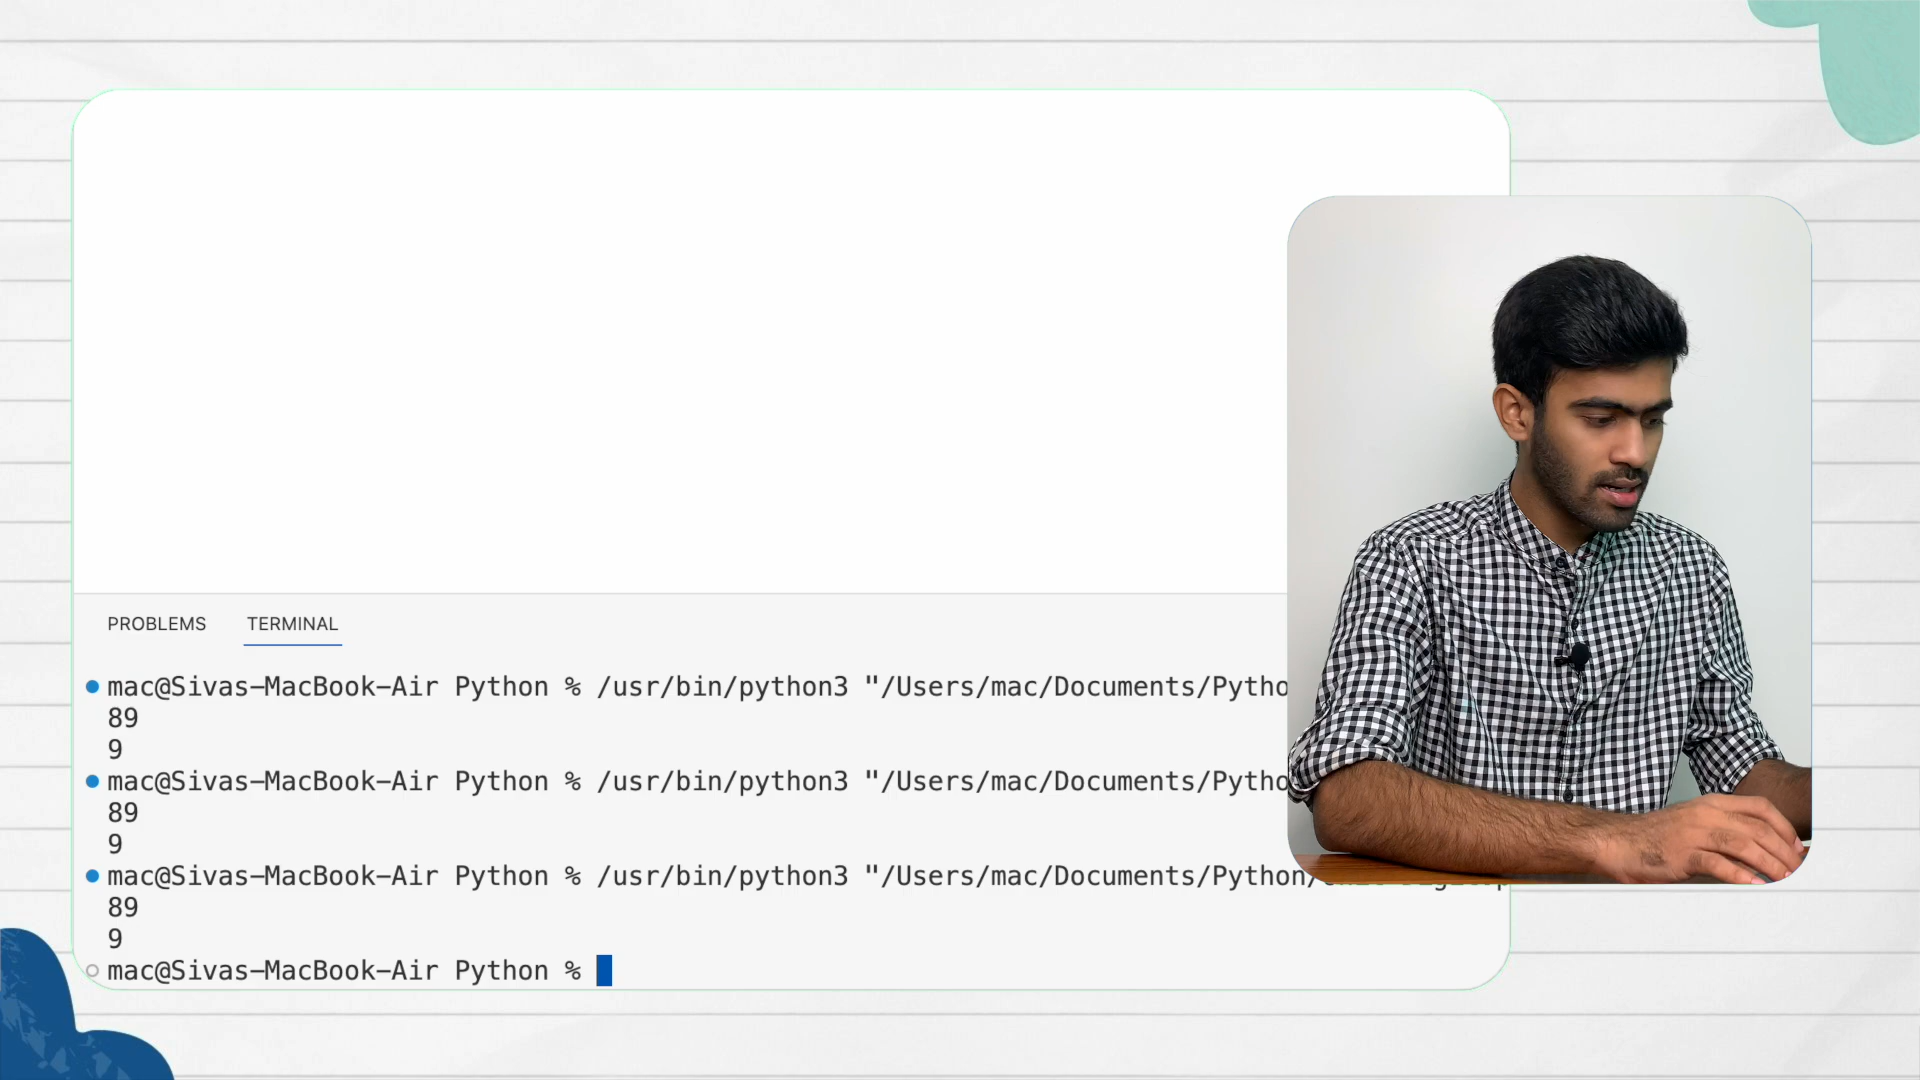 PROBLEMS TERMINAL
mac@Sivas-MacBook-Air Python % /usr/bin/python3 "/Users/mac/Documents/Pytho
89
9
mac@Sivas-MacBook-Air Python % /usr/bin/python3 "/Users/mac/Documents/Pytho
89
9
mac@Sivas-MacBook-Air Python % /usr/bin/python3 "/Users/mac/Documents/Python/
89
9
mac@Sivas-MacBook-Air Python %